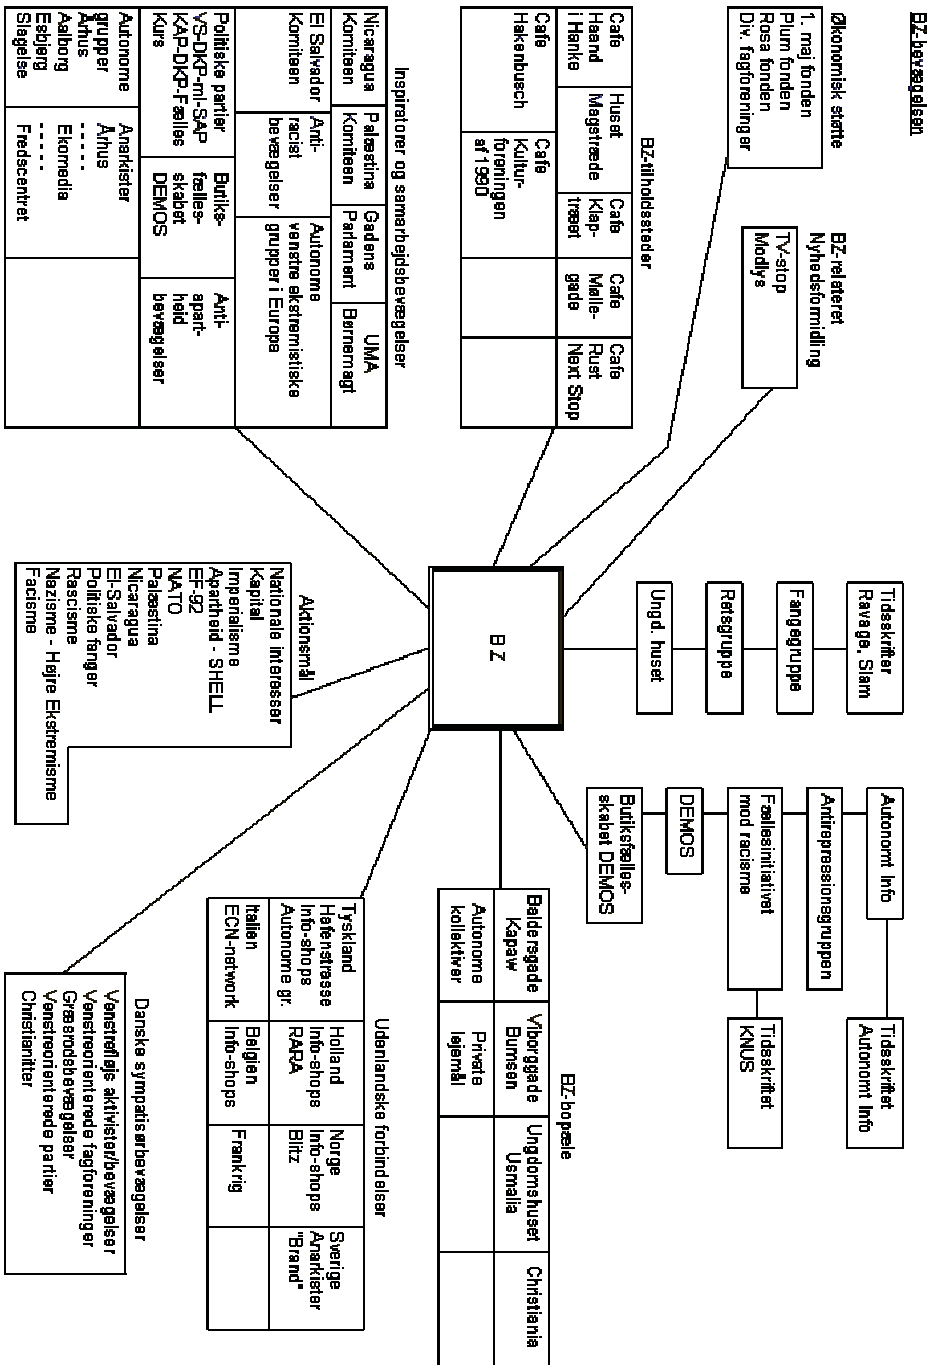 BZ-bevægelsen
Økonomisk støtte
1. maj fonden
Plum fonden
Rosa fonden
Div. fagforeninger
BZ-relateret
Nyhedsformidling
TV-stop
Modlys
Tidsskrifter
Ravage, Slam
Fangegruppe
Retsgruppe
Ungd. huset
Autonomt Info
Tidsskriftet
Autonomt Info
Antirepressionsgruppen
Fællesinitiativet
mod racisme
Tidsskriftet
KNUS
DEMOS
Butiksfælles-
skabet DEMOS
BZ-tilholdssteder
Cafe
Haand
i Hanke
Huset
Magstræde
Cafe
Klap-
træet
Cafe
Mølle-
gade
Cafe
Rust
Next Stop
Cafe
Hakenbusch
Cafe
Kultur-
foreningen
af 1990
BZ
BZ-bopæle
Baldersgade
Kapaw
Viborggade
Bumsen
Ungdomshuset
Usmalia
Christiania
Autonome
kollektiver
Private
lejemål
Inspiratorer og samarbejdsbevægelser
Nicaragua
Komiteen
Palæstina
Komiteen
Gadens
Parlament
UMA
Børnemagt
El Salvador
Komiteen
Anti-
racist
bevægelser
Autonome
venstre ekstremistiske
grupper i Europa
Politiske partier
VS-DKP-ml-SAP
KAP-DKP-Fælles
Kurs
Butiks-
fælles-
skabet
DEMOS
Anti-
apart-
heid
bevægelser
Autonome
grupper
Århus
Aalborg
Esbjerg
Slagelse
Anarkister
Århus
-----
Ekomedia
-----
Fredscentret
Aktionsmål
Nationale interesser
Kapital
Imperialisme
Apartheid - SHELL
EF-92
NATO
Palæstina
Nicaragua
El-Salvador
Politiske fanger
Rascisme
Nazisme - Højre Ekstremisme
Facisme
Udenlandske forbindelser
Tyskland
Hafenstrasse
Info-shops
Autonome gr.
Holland
Info-shops
RARA
Norge
Info-shops
Blitz
Sverige
Anarkister
"Brand"
Italien
ECN-network
Belgien
Info-shops
Frankrig
Danske sympatisørbevægelser
Venstrefløjs aktivister/bevægelser
Venstreorienterede fagforeninger
Græsrodsbevægelser
Venstreorienterede partier
Christianitter